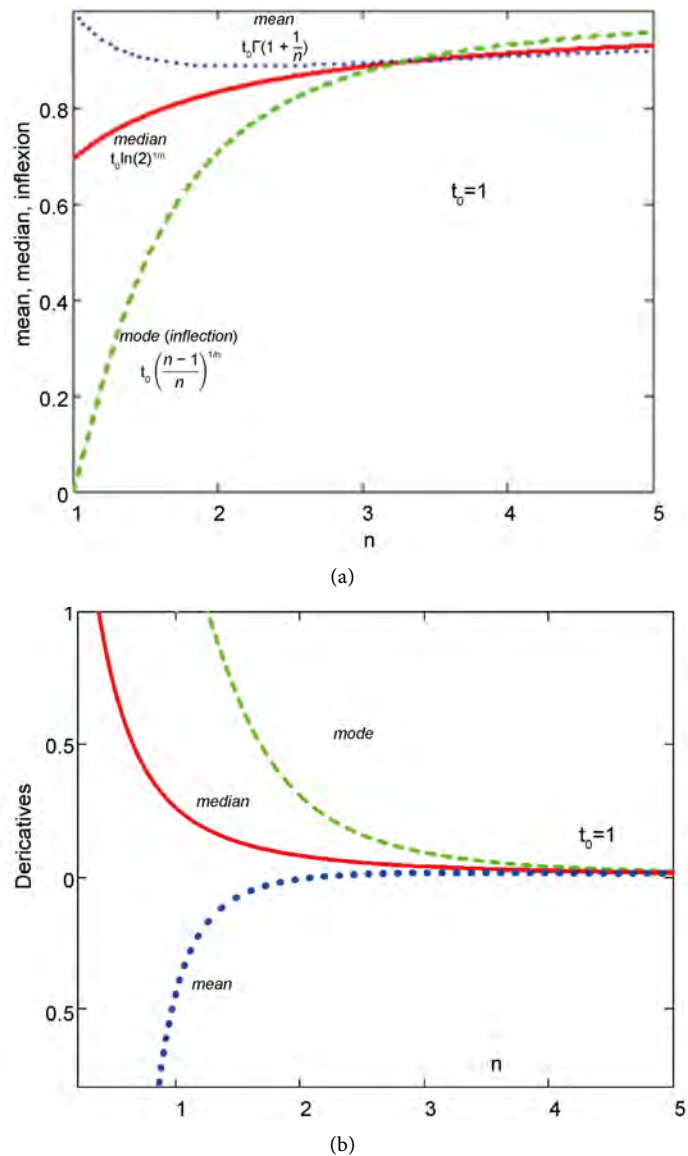 mean
t₀Γ(1 + 1/n)
0.8
median
t₀ln(2)^1/n
t₀=1
0.6
0.4
mode (inflection)
t₀((n − 1)/n)^1/n
0.2
0
1 2 3 4 5
n
mean, median, inflexion
(a)
1
mode
0.5
median
t₀=1
0
mean
0.5
n
1 2 3 4 5
Dericatives
(b)